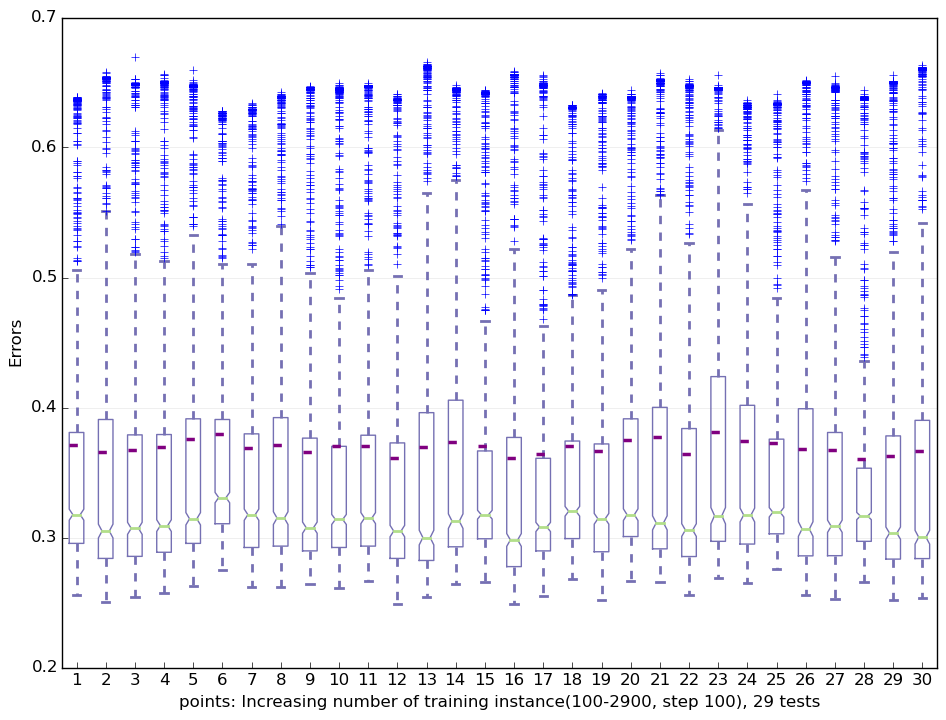 0.7
0.6
0.5
0.4
0.3
0.2
Errors
1 2 3 4 5 6 7 8 9 10 11 12 13 14 15 16 17 18 19 20 21 22 23 24 25 26 27 28 29 30
points: Increasing number of training instance(100-2900, step 100), 29 tests